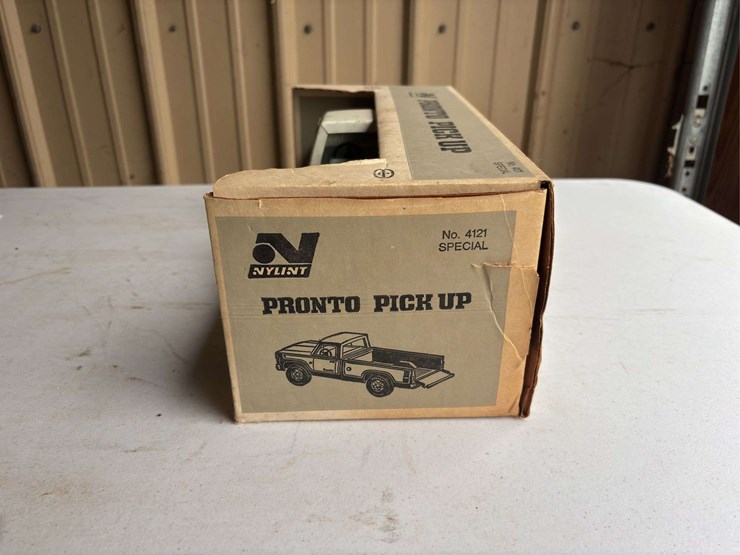 PRONTO PICK UP
NYLINT
No. 4121
SPECIAL
PRONTO PICK UP